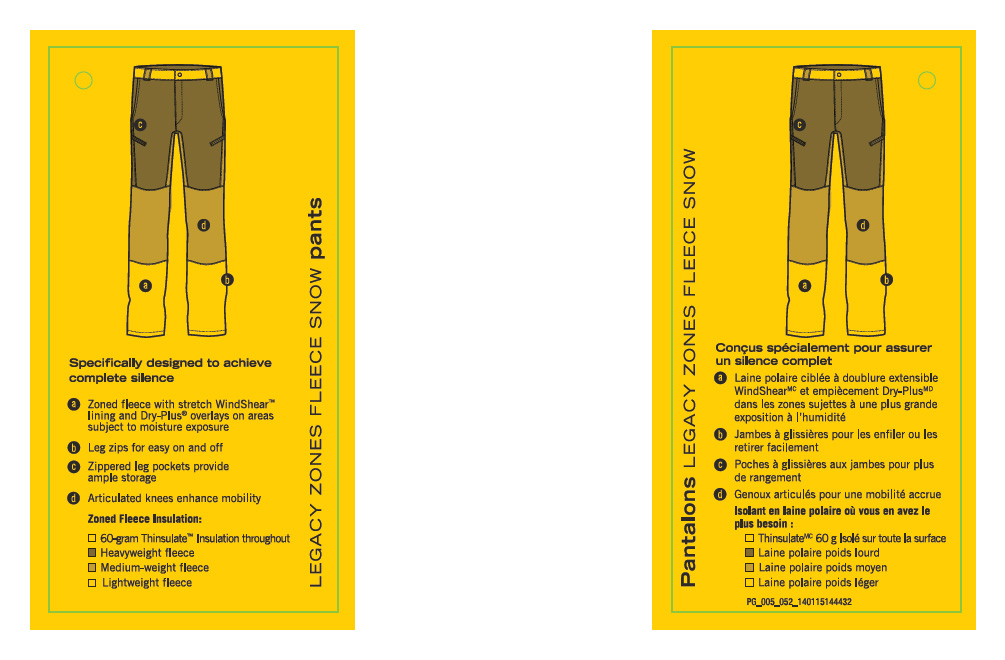 c
d
a
b
LEGACY ZONES FLEECE SNOW pants
Specifically designed to achieve
complete silence
a Zoned fleece with stretch WindShear™
lining and Dry-Plus® overlays on areas
subject to moisture exposure
b Leg zips for easy on and off
c Zippered leg pockets provide
ample storage
d Articulated knees enhance mobility
Zoned Fleece Insulation:
60-gram Thinsulate™ Insulation throughout
Heavyweight fleece
Medium-weight fleece
Lightweight fleece
c
d
a
b
Pantalons LEGACY ZONES FLEECE SNOW
Conçus spécialement pour assurer
un silence complet
a Laine polaire ciblée à doublure extensible
WindShearMC et empiècement Dry-PlusMD
dans les zones sujettes à une plus grande
exposition à l'humidité
b Jambes à glissières pour les enfiler ou les
retirer facilement
c Poches à glissières aux jambes pour plus
de rangement
d Genoux articulés pour une mobilité accrue
Isolant en laine polaire où vous en avez le
plus besoin :
ThinsulateMC 60 g Isolé sur toute la surface
Laine polaire poids lourd
Laine polaire poids moyen
Laine polaire poids léger
PG_005_052_140115144432